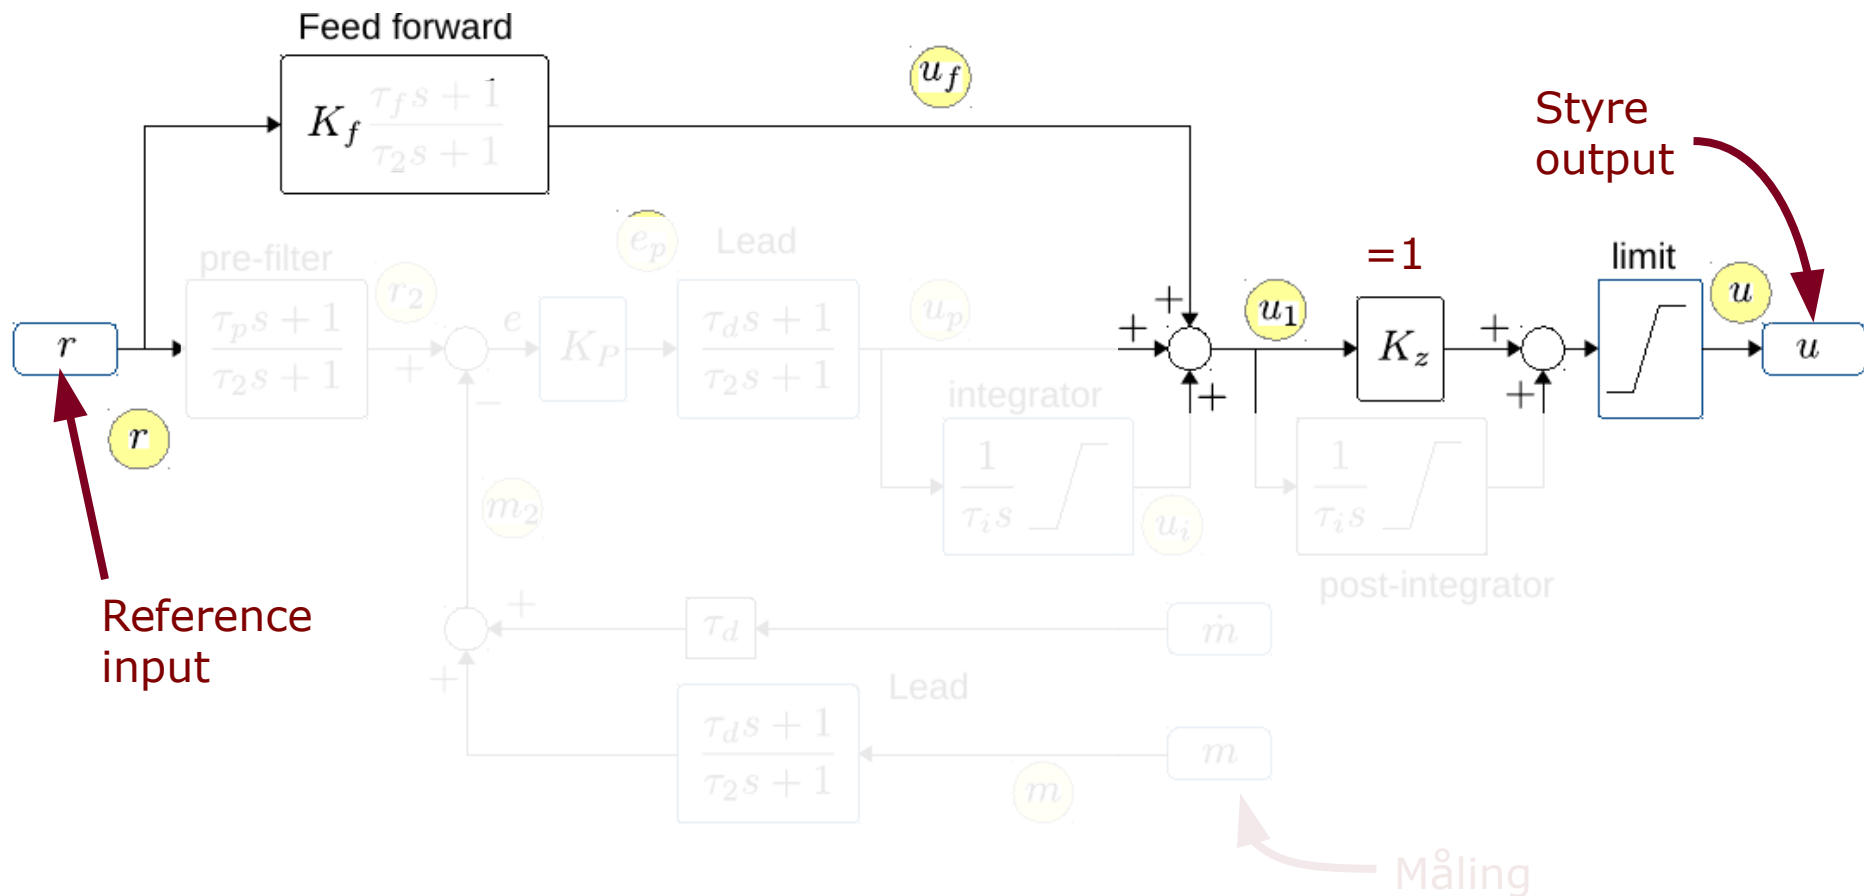 Feed forward
u_f
K_f
τ_f s + 1
τ_2 s + 1
Styre
output
pre-filter
r_2
e_p
Lead
=1
limit
r
τ_p s + 1
τ_2 s + 1
+
−
e
K_P
τ_d s + 1
τ_2 s + 1
u_p
+
+
+
u_1
K_z
+
+
u
u
r
integrator
1
τ_i s
u_i
1
τ_i s
post-integrator
m_2
Reference
input
+
+
τ_d
ṁ
Lead
τ_d s + 1
τ_2 s + 1
m
m
Måling